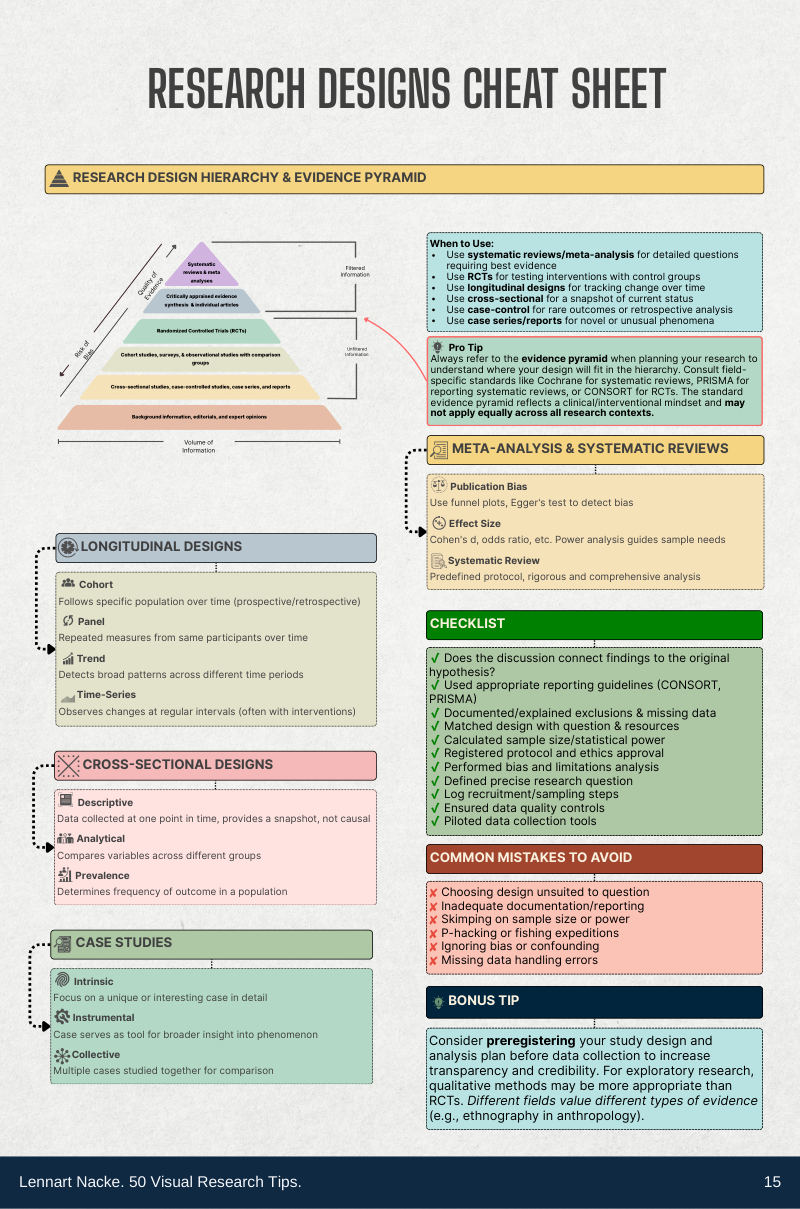 RESEARCH DESIGNS CHEAT SHEET
RESEARCH DESIGN HIERARCHY & EVIDENCE PYRAMID
Quality of
Evidence
Risk of
Bias
Systematic
reviews & meta
analyses
Critically appraised evidence
synthesis & individual articles
Randomized Controlled Trials (RCTs)
Cohort studies, surveys, & observational studies with comparison
groups
Cross-sectional studies, case-controlled studies, case series, and reports
Background information, editorials, and expert opinions
Filtered
Information
Unfiltered
Information
Volume of
Information
When to Use:
• Use systematic reviews/meta-analysis for detailed questions
requiring best evidence
• Use RCTs for testing interventions with control groups
• Use longitudinal designs for tracking change over time
• Use cross-sectional for a snapshot of current status
• Use case-control for rare outcomes or retrospective analysis
• Use case series/reports for novel or unusual phenomena
Pro Tip
Always refer to the evidence pyramid when planning your research to
understand where your design will fit in the hierarchy. Consult field-
specific standards like Cochrane for systematic reviews, PRISMA for
reporting systematic reviews, or CONSORT for RCTs. The standard
evidence pyramid reflects a clinical/interventional mindset and may
not apply equally across all research contexts.
META-ANALYSIS & SYSTEMATIC REVIEWS
Publication Bias
Use funnel plots, Egger's test to detect bias
Effect Size
Cohen's d, odds ratio, etc. Power analysis guides sample needs
Systematic Review
Predefined protocol, rigorous and comprehensive analysis
LONGITUDINAL DESIGNS
Cohort
Follows specific population over time (prospective/retrospective)
Panel
Repeated measures from same participants over time
Trend
Detects broad patterns across different time periods
Time-Series
Observes changes at regular intervals (often with interventions)
CROSS-SECTIONAL DESIGNS
Descriptive
Data collected at one point in time, provides a snapshot, not causal
Analytical
Compares variables across different groups
Prevalence
Determines frequency of outcome in a population
CASE STUDIES
Intrinsic
Focus on a unique or interesting case in detail
Instrumental
Case serves as tool for broader insight into phenomenon
Collective
Multiple cases studied together for comparison
CHECKLIST
✓ Does the discussion connect findings to the original
hypothesis?
✓ Used appropriate reporting guidelines (CONSORT,
PRISMA)
✓ Documented/explained exclusions & missing data
✓ Matched design with question & resources
✓ Calculated sample size/statistical power
✓ Registered protocol and ethics approval
✓ Performed bias and limitations analysis
✓ Defined precise research question
✓ Log recruitment/sampling steps
✓ Ensured data quality controls
✓ Piloted data collection tools
COMMON MISTAKES TO AVOID
✘ Choosing design unsuited to question
✘ Inadequate documentation/reporting
✘ Skimping on sample size or power
✘ P-hacking or fishing expeditions
✘ Ignoring bias or confounding
✘ Missing data handling errors
BONUS TIP
Consider preregistering your study design and
analysis plan before data collection to increase
transparency and credibility. For exploratory research,
qualitative methods may be more appropriate than
RCTs. Different fields value different types of evidence
(e.g., ethnography in anthropology).
Lennart Nacke. 50 Visual Research Tips.
15